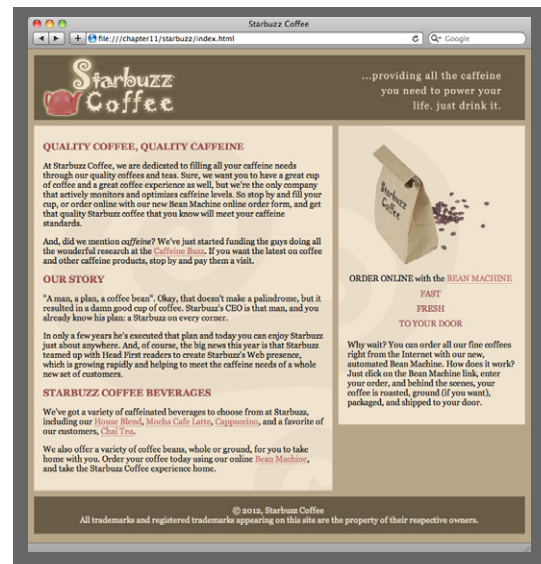 Starbuzz Coffee
file:///chapter11/starbuzz/index.html
Google
Starbuzz
Coffee
...providing all the caffeine
you need to power your
life. just drink it.
QUALITY COFFEE, QUALITY CAFFEINE
At Starbuzz Coffee, we are dedicated to filling all your caffeine needs
through our quality coffees and teas. Sure, we want you to have a great cup
of coffee and a great coffee experience as well, but we're the only company
that actively monitors and optimizes caffeine levels. So stop by and fill your
cup, or order online with our new Bean Machine online order form, and get
that quality Starbuzz coffee that you know will meet your caffeine
standards.
And, did we mention caffeine? We've just started funding the guys doing all
the wonderful research at the Caffeine Buzz. If you want the latest on coffee
and other caffeine products, stop by and pay them a visit.
OUR STORY
"A man, a plan, a coffee bean". Okay, that doesn't make a palindrome, but it
resulted in a damn good cup of coffee. Starbuzz's CEO is that man, and you
already know his plan: a Starbuzz on every corner.
In only a few years he's executed that plan and today you can enjoy Starbuzz
just about anywhere. And, of course, the big news this year is that Starbuzz
teamed up with Head First readers to create Starbuzz's Web presence,
which is growing rapidly and helping to meet the caffeine needs of a whole
new set of customers.
STARBUZZ COFFEE BEVERAGES
We've got a variety of caffeinated beverages to choose from at Starbuzz,
including our House Blend, Mocha Cafe Latte, Cappuccino, and a favorite of
our customers, Chai Tea.
We also offer a variety of coffee beans, whole or ground, for you to take
home with you. Order your coffee today using our online Bean Machine,
and take the Starbuzz Coffee experience home.
Starbuzz
Coffee
ORDER ONLINE with the BEAN MACHINE
FAST
FRESH
TO YOUR DOOR
Why wait? You can order all our fine coffees
right from the Internet with our new,
automated Bean Machine. How does it work?
Just click on the Bean Machine link, enter
your order, and behind the scenes, your
coffee is roasted, ground (if you want),
packaged, and shipped to your door.
© 2012, Starbuzz Coffee
All trademarks and registered trademarks appearing on this site are the property of their respective owners.